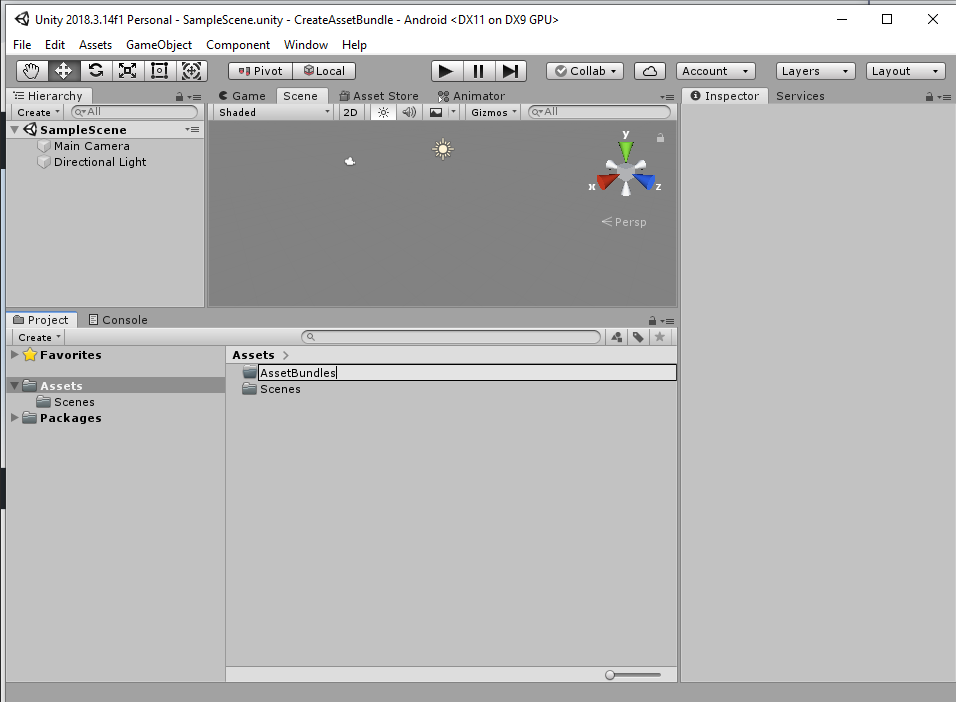 Unity 2018.3.14f1 Personal - SampleScene.unity - CreateAssetBundle - Android <DX11 on DX9 GPU>
File Edit Assets GameObject Component Window Help
Pivot Local Collab Account Layers Layout
Hierarchy Game Scene Asset Store Animator Inspector Services
Create All Shaded 2D Gizmos All
SampleScene
Main Camera
Directional Light
y
x z
Persp
Project Console
Create
Favorites
Assets
Scenes
Packages
Assets
AssetBundles
Scenes